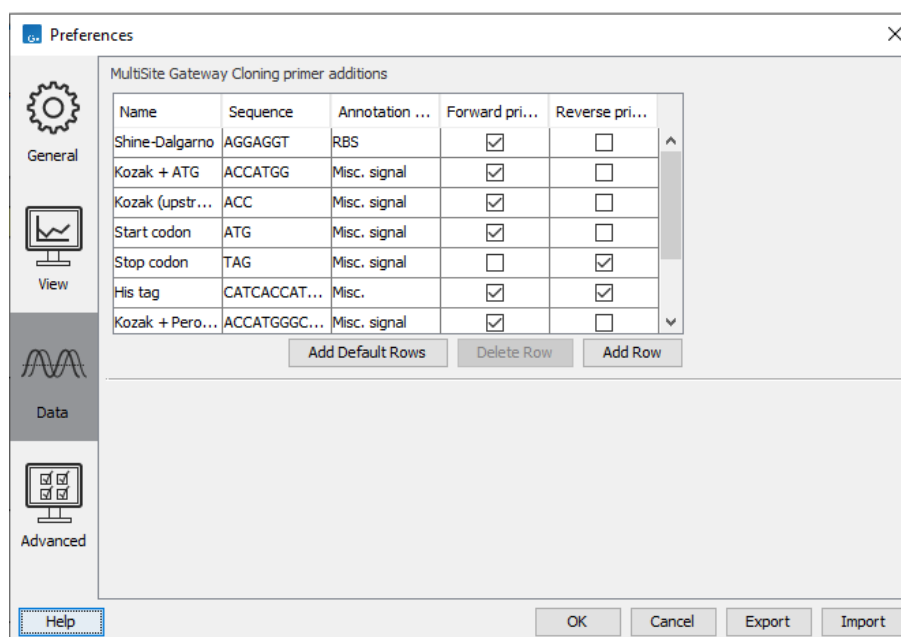 G.
Preferences
MultiSite Gateway Cloning primer additions
Name Sequence Annotation ... Forward pri... Reverse pri...
Shine-Dalgarno AGGAGGT RBS
Kozak + ATG ACCATGG Misc. signal
Kozak (upstr... ACC Misc. signal
Start codon ATG Misc. signal
Stop codon TAG Misc. signal
His tag CATCACCAT... Misc.
Kozak + Pero... ACCATGGGC... Misc. signal
Add Default Rows Delete Row Add Row
General
View
Data
Advanced
Help OK Cancel Export Import